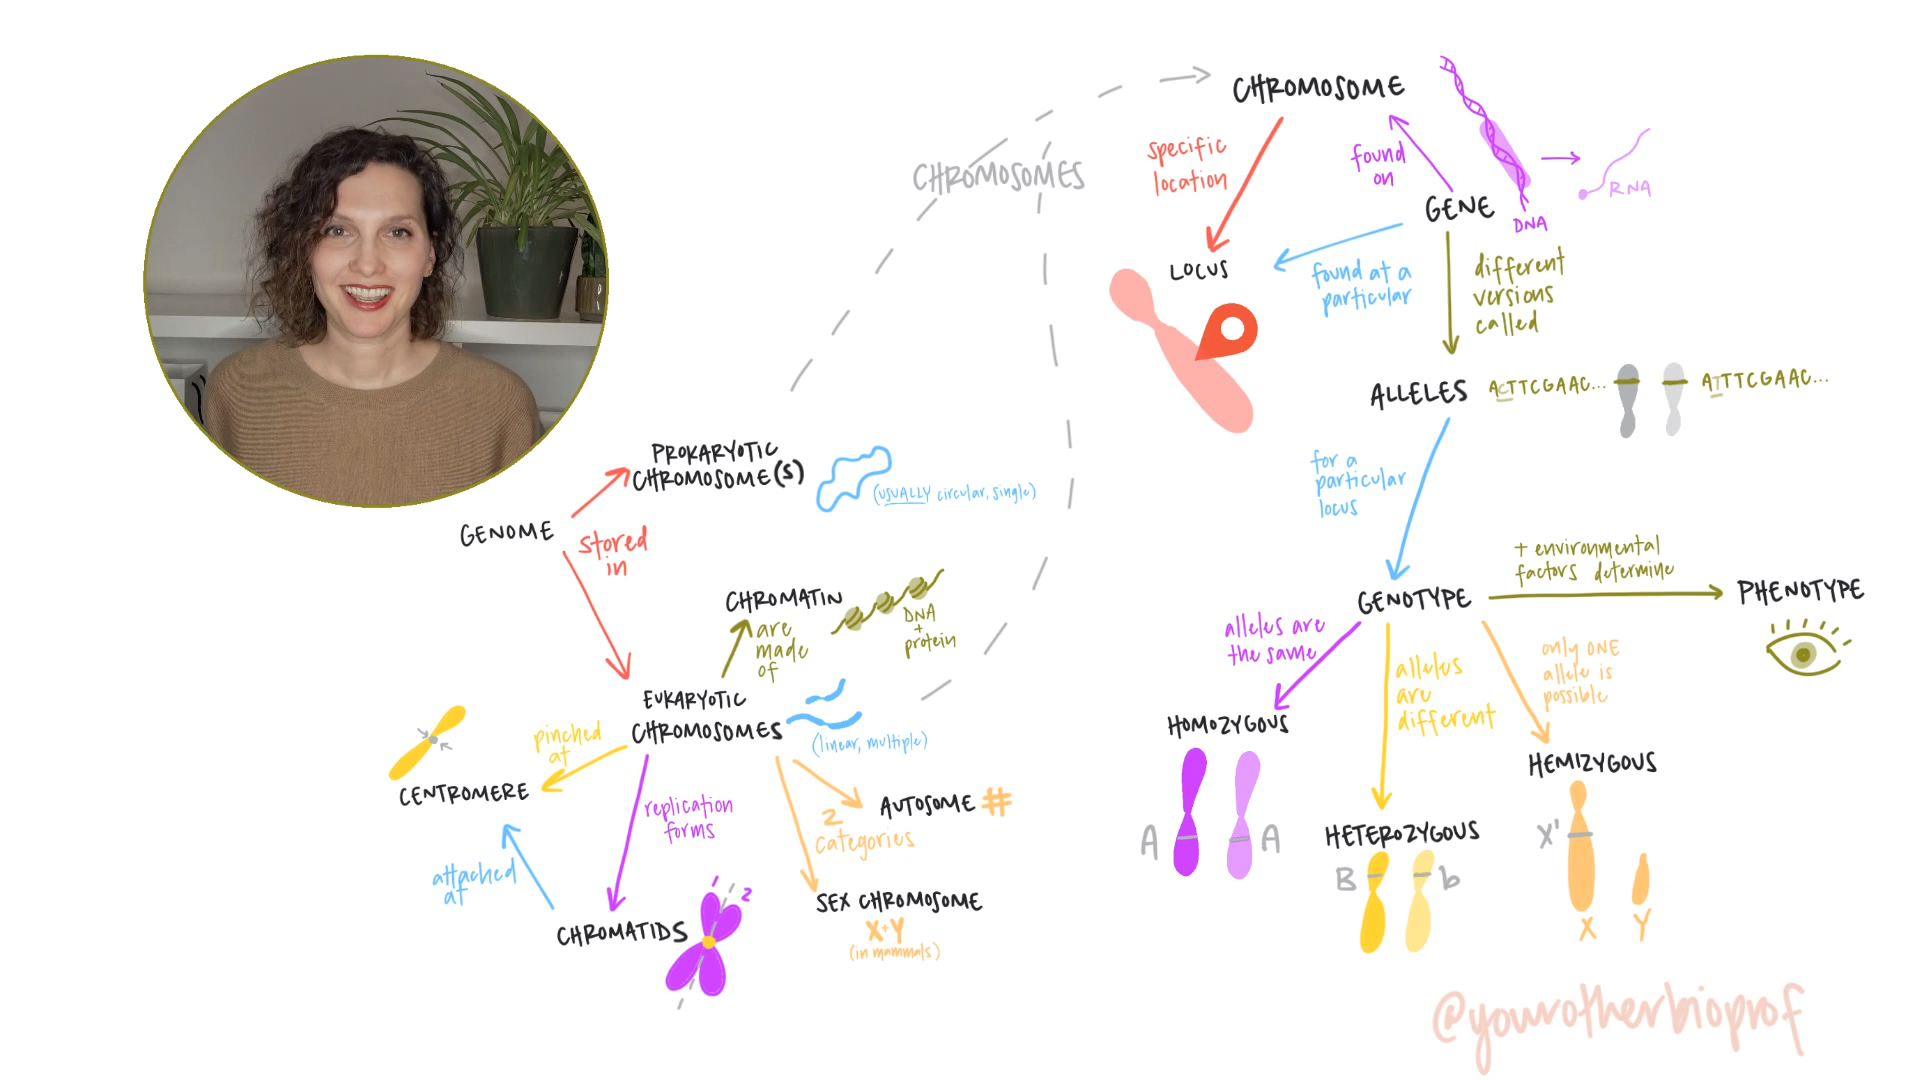 GENOME
stored
in
PROKARYOTIC
CHROMOSOME(S)
(USUALLY circular, single)
EUKARYOTIC
CHROMOSOMES
(linear, multiple)
are
made
of
CHROMATIN
DNA
+
protein
pinched
at
CENTROMERE
replication
forms
CHROMATIDS
1
2
attached
at
2
categories
AUTOSOME #
SEX CHROMOSOME
X+Y
(in mammals)
CHROMOSOMES
CHROMOSOME
specific
location
LOCUS
found
on
GENE
DNA
RNA
found at a
particular
different
versions
called
ALLELES
ACTTCGAAC...
ATTTCGAAC...
for a
particular
locus
GENOTYPE
+ environmental
factors determine
PHENOTYPE
alleles are
the same
HOMOZYGOUS
A
A
alleles
are
different
HETEROZYGOUS
B
b
only ONE
allele is
possible
HEMIZYGOUS
X'
X
Y
@yourotherbioprof